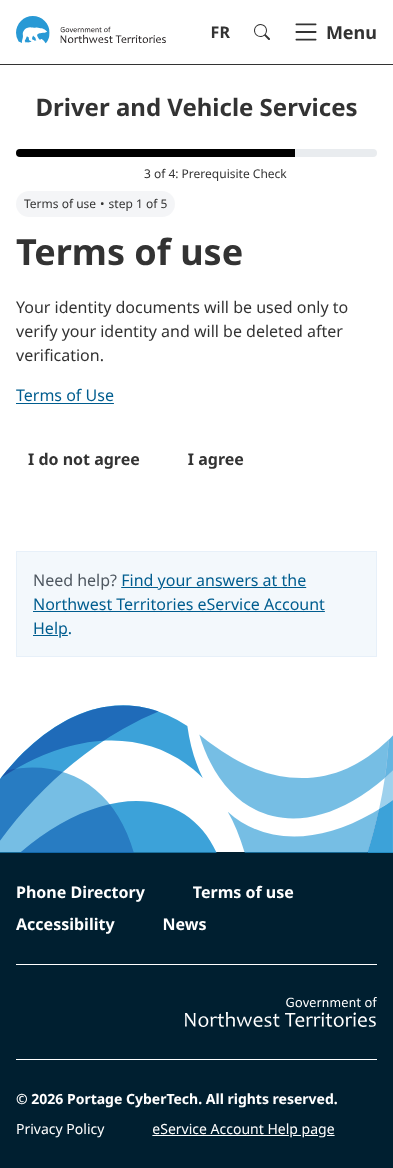 Government of
Northwest Territories
FR
Menu
Driver and Vehicle Services
3 of 4: Prerequisite Check
Terms of use • step 1 of 5
Terms of use
Your identity documents will be used only to
verify your identity and will be deleted after
verification.
Terms of Use
I do not agree
I agree
Need help? Find your answers at the
Northwest Territories eService Account
Help.
Phone Directory
Terms of use
Accessibility
News
Government of
Northwest Territories
© 2026 Portage CyberTech. All rights reserved.
Privacy Policy
eService Account Help page